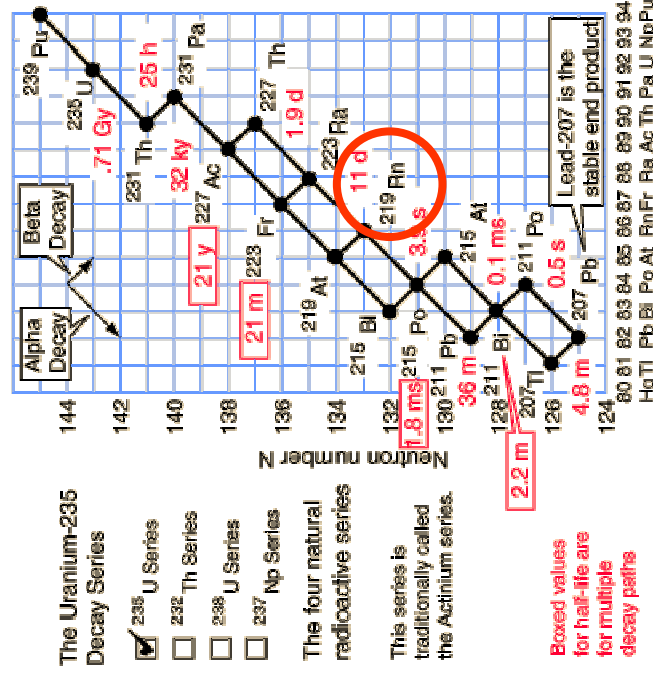 The Uranium-235
Decay Series
235 U Series
232 Th Series
238 U Series
237 Np Series
The four natural
radioactive series
This series is
traditionally called
the Actinium series.
Boxed values
for half-life are
for multiple
decay paths
Neutron number N
144
142
140
138
136
134
132
130
128
126
124
Alpha
Decay
Beta
Decay
239 Pu
235 U
.71 Gy
231 Th
25 h
231 Pa
32 ky
227 Ac
21 y
227 Th
1.9 d
223 Fr
21 m
223 Ra
11 d
219 At
219 Rn
215 Bi
215 Po
1.8 ms
215 At
0.1 ms
211 Pb
36 m
211 Bi
2.2 m
211 Po
0.5 s
207 Tl
4.8 m
207 Pb
Lead-207 is the
stable end product
80 81 82 83 84 85 86 87 88 89 90 91 92 93 94
Hg Tl Pb Bi Po At Rn Fr Ra Ac Th Pa U Np Pu